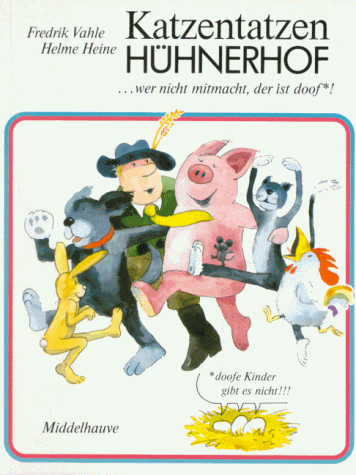 Fredrik Vahle
Helme Heine
Katzentatzen
HÜHNERHOF
...wer nicht mitmacht, der ist doof*!
*doofe Kinder
gibt es nicht!!!
Middelhauve